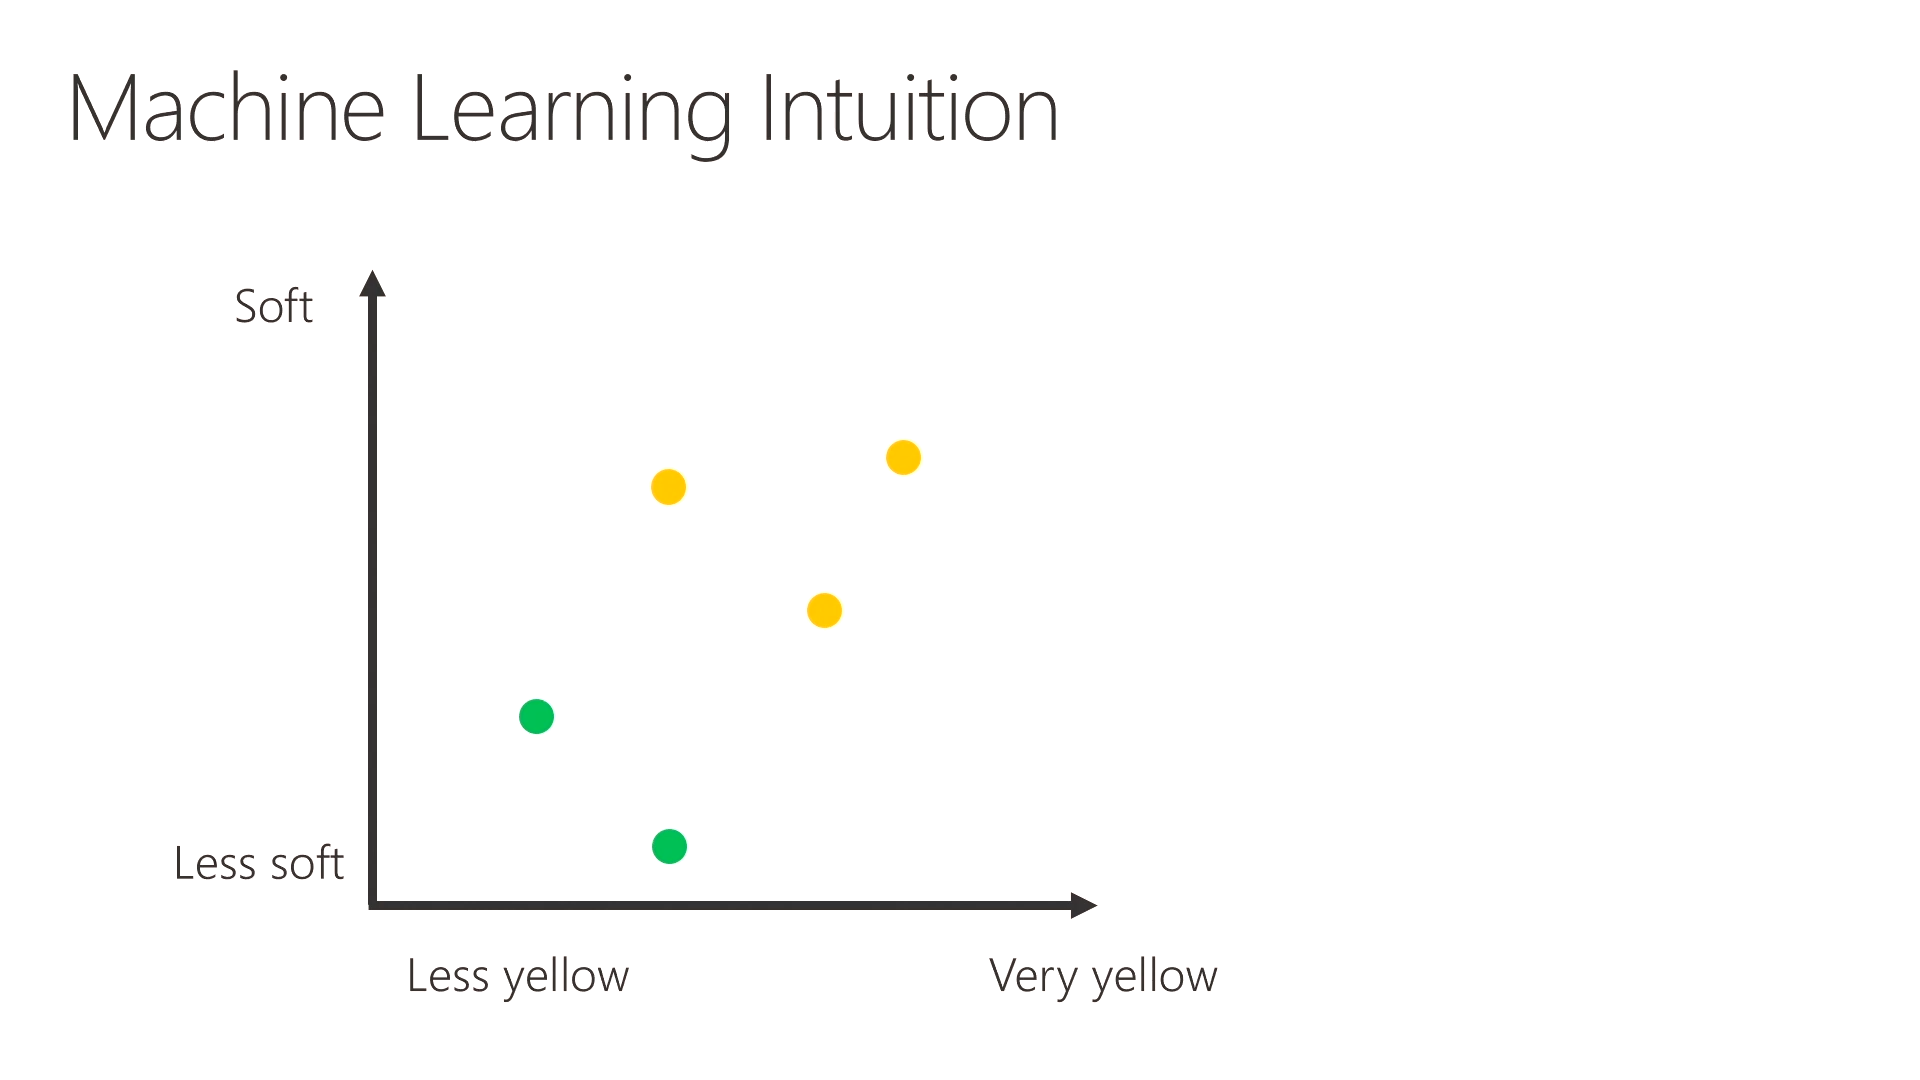 Machine Learning Intuition
Soft
Less soft
Less yellow
Very yellow